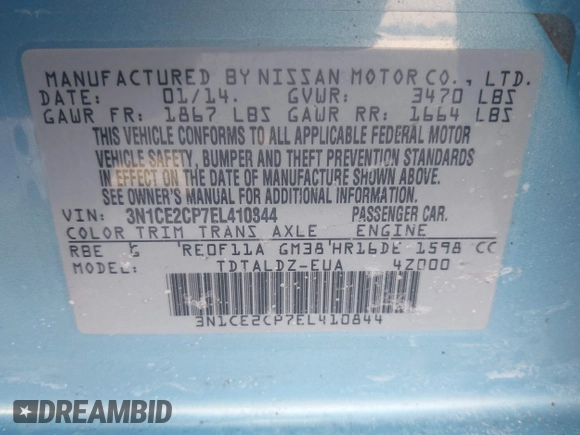 MANUFACTURED BY NISSAN MOTOR CO., LTD.
DATE: 01/14. GVWR: 3470 LBS
GAWR FR: 1867 LBS GAWR RR: 1664 LBS
THIS VEHICLE CONFORMS TO ALL APPLICABLE FEDERAL MOTOR
VEHICLE SAFETY, BUMPER AND THEFT PREVENTION STANDARDS
IN EFFECT ON THE DATE OF MANUFACTURE SHOWN ABOVE.
SEE OWNER'S MANUAL FOR ADDITIONAL INFORMATION.
VIN: 3N1CE2CP7EL410844 PASSENGER CAR.
COLOR TRIM TRANS AXLE ENGINE
RBE G RE0F11A GM38 HR16DE 1598 CC
MODEL: TDTALDZ-EUA 4Z000
3N1CE2CP7EL410844
DREAMBID